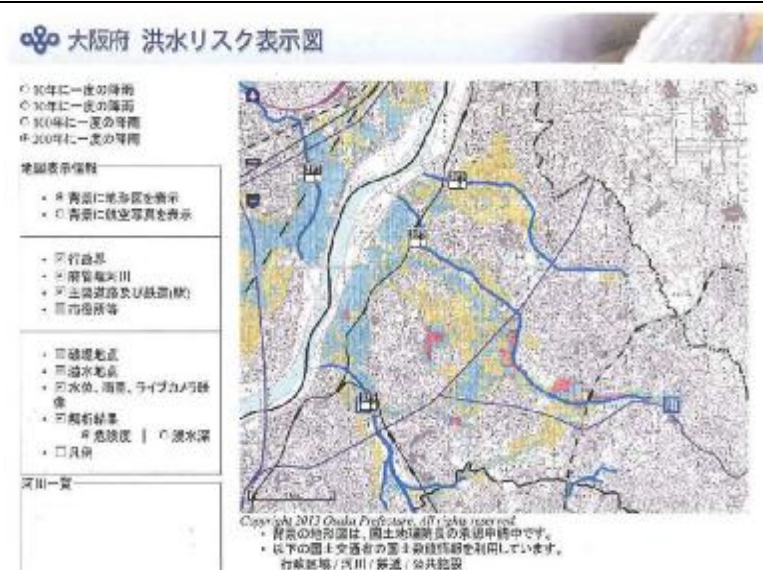 大阪府 洪水リスク表示図
10年に一度の降雨
30年に一度の降雨
100年に一度の降雨
200年に一度の降雨
地図表示情報
背景に地形図を表示
背景に航空写真を表示
行政界
府管轄河川
主要道路及び鉄道(駅)
市役所等
破堤地点
溢水地点
水位、雨量、ライブカメラ映
像
解析結果
危険度 | 浸水深
凡例
河川一覧
Copyright 2013 Osaka Prefecture. All rights reserved
背景の地形図は、国土地理院長の承認申請中です。
以下の国土交通省の国土数値情報を利用しています。
行政区域 / 河川 / 鉄道 / 公共施設